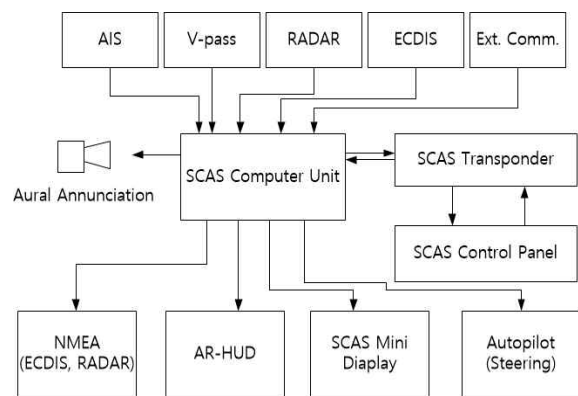 AIS
V-pass
RADAR
ECDIS
Ext. Comm.
Aural Annunciation
SCAS Computer Unit
SCAS Transponder
SCAS Control Panel
NMEA
(ECDIS, RADAR)
AR-HUD
SCAS Mini
Diaplay
Autopilot
(Steering)